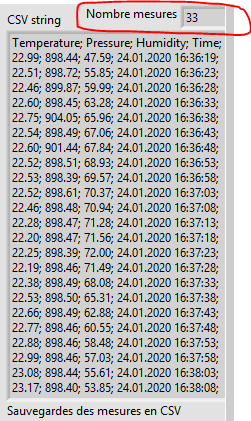 CSV string
Nombre mesures 33
Temperature; Pressure; Humidity; Time;
22.99; 898.44; 47.59; 24.01.2020 16:36:19;
22.51; 898.72; 55.85; 24.01.2020 16:36:23;
22.46; 899.87; 59.99; 24.01.2020 16:36:28;
22.60; 898.45; 63.28; 24.01.2020 16:36:33;
22.75; 904.05; 65.96; 24.01.2020 16:36:38;
22.54; 898.49; 67.06; 24.01.2020 16:36:43;
22.60; 901.44; 67.84; 24.01.2020 16:36:48;
22.52; 898.51; 68.93; 24.01.2020 16:36:53;
22.53; 898.39; 69.57; 24.01.2020 16:36:58;
22.52; 898.61; 70.37; 24.01.2020 16:37:03;
22.46; 898.48; 70.94; 24.01.2020 16:37:08;
22.28; 898.47; 71.28; 24.01.2020 16:37:13;
22.20; 898.47; 71.56; 24.01.2020 16:37:18;
22.25; 898.39; 72.00; 24.01.2020 16:37:23;
22.19; 898.46; 71.49; 24.01.2020 16:37:28;
22.38; 898.49; 68.08; 24.01.2020 16:37:33;
22.53; 898.50; 65.31; 24.01.2020 16:37:38;
22.66; 898.49; 62.88; 24.01.2020 16:37:43;
22.77; 898.46; 60.55; 24.01.2020 16:37:48;
22.88; 898.46; 58.48; 24.01.2020 16:37:53;
22.99; 898.46; 57.03; 24.01.2020 16:37:58;
23.08; 898.44; 55.61; 24.01.2020 16:38:03;
23.17; 898.40; 53.85; 24.01.2020 16:38:08;
Sauvegardes des mesures en CSV